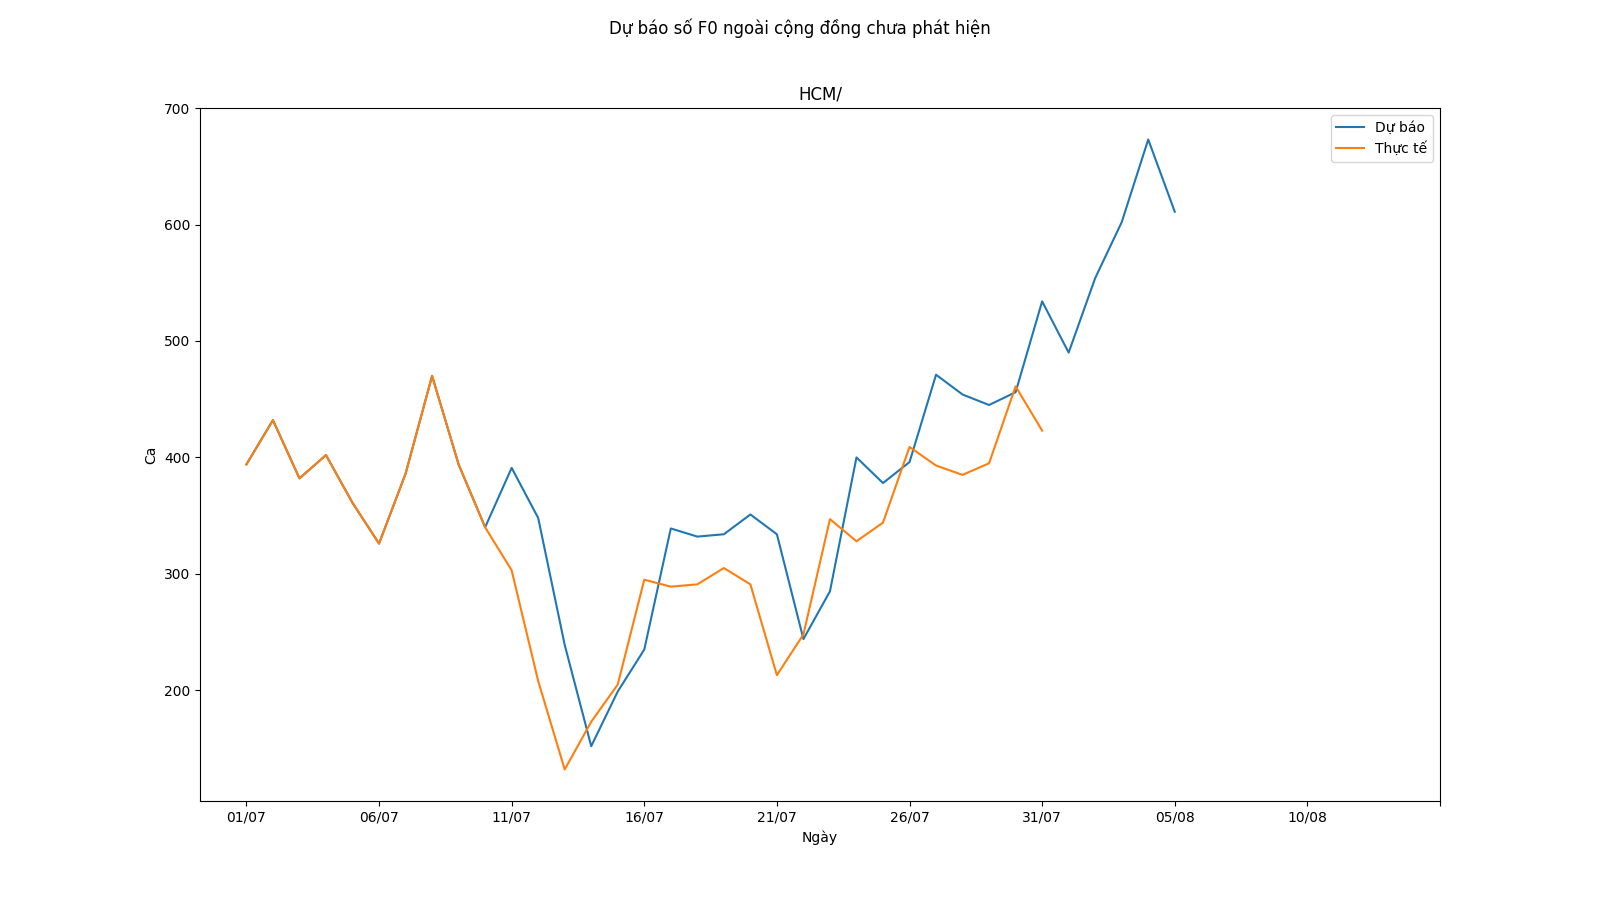 Dự báo số F0 ngoài cộng đồng chưa phát hiện
HCM/
700
600
500
400
300
200
Ca
Dự báo
Thực tế
01/07 06/07 11/07 16/07 21/07 26/07 31/07 05/08 10/08
Ngày